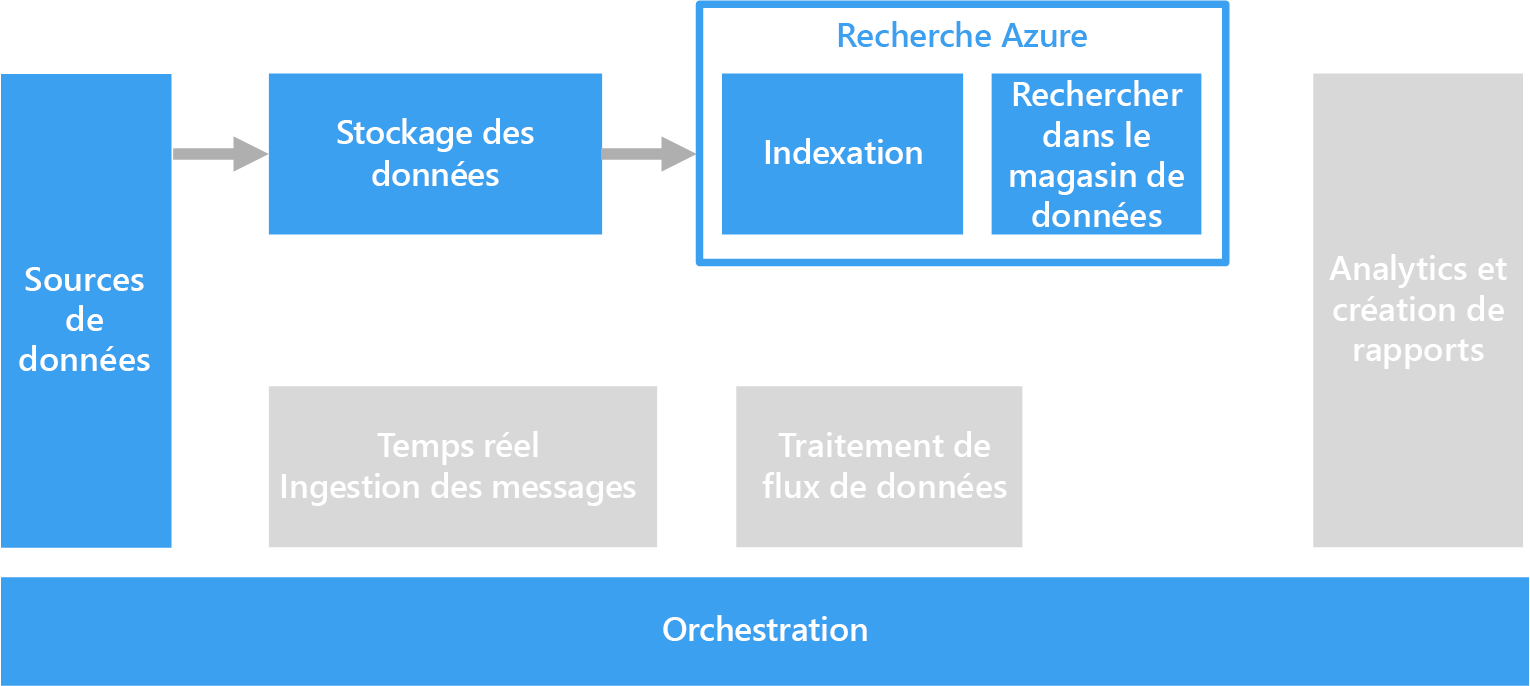 Recherche Azure
Sources
de
données
Stockage des
données
Indexation
Rechercher
dans le
magasin de
données
Analytics et
création de
rapports
Temps réel
Ingestion des messages
Traitement de
flux de données
Orchestration